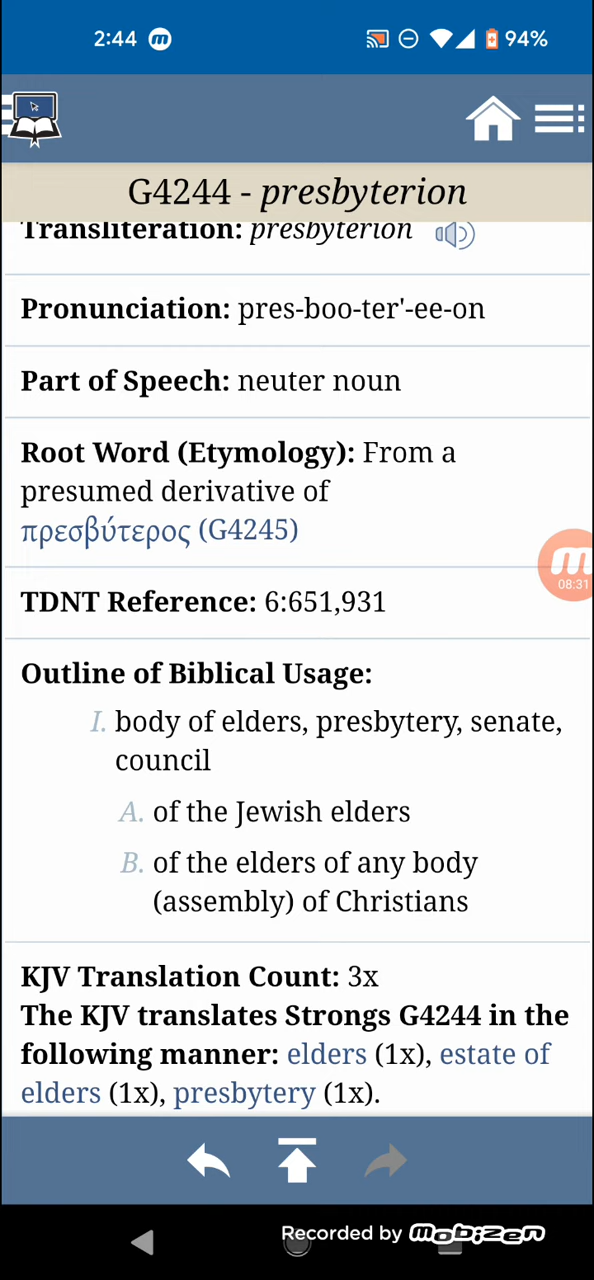 2:44 94%
G4244 - presbyterion
Transliteration: presbyterion
Pronunciation: pres-boo-ter'-ee-on
Part of Speech: neuter noun
Root Word (Etymology): From a
presumed derivative of
πρεσβύτερος (G4245)
08:31
TDNT Reference: 6:651,931
Outline of Biblical Usage:
I. body of elders, presbytery, senate,
council
A. of the Jewish elders
B. of the elders of any body
(assembly) of Christians
KJV Translation Count: 3x
The KJV translates Strongs G4244 in the
following manner: elders (1x), estate of
elders (1x), presbytery (1x).
Recorded by mobizen